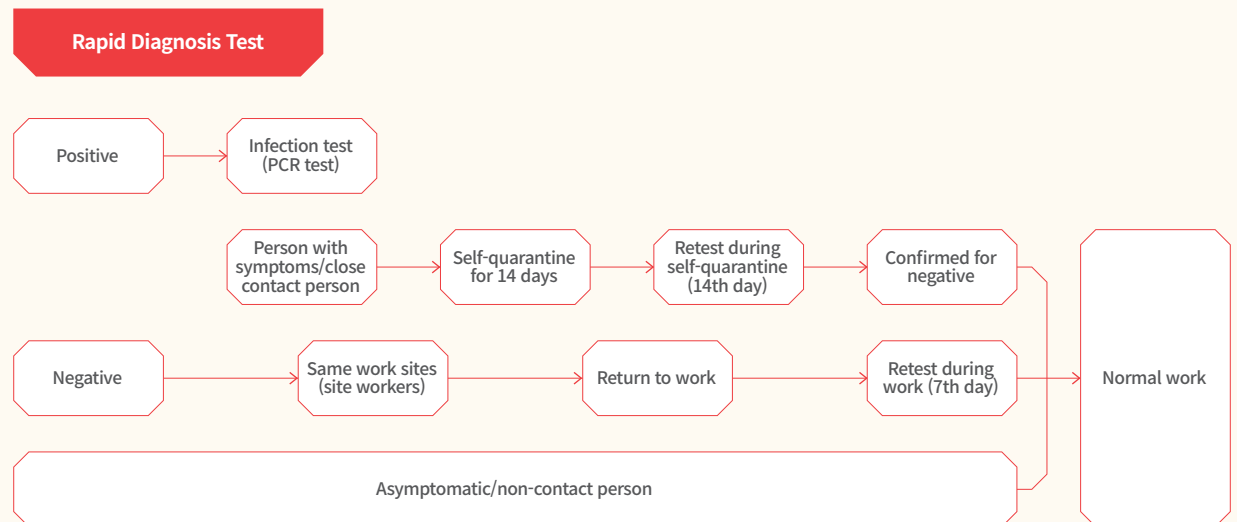 Rapid Diagnosis Test
Positive
Infection test
(PCR test)
Person with
symptoms/close
contact person
Self-quarantine
for 14 days
Retest during
self-quarantine
(14th day)
Confirmed for
negative
Negative
Same work sites
(site workers)
Return to work
Retest during
work (7th day)
Normal work
Asymptomatic/non-contact person